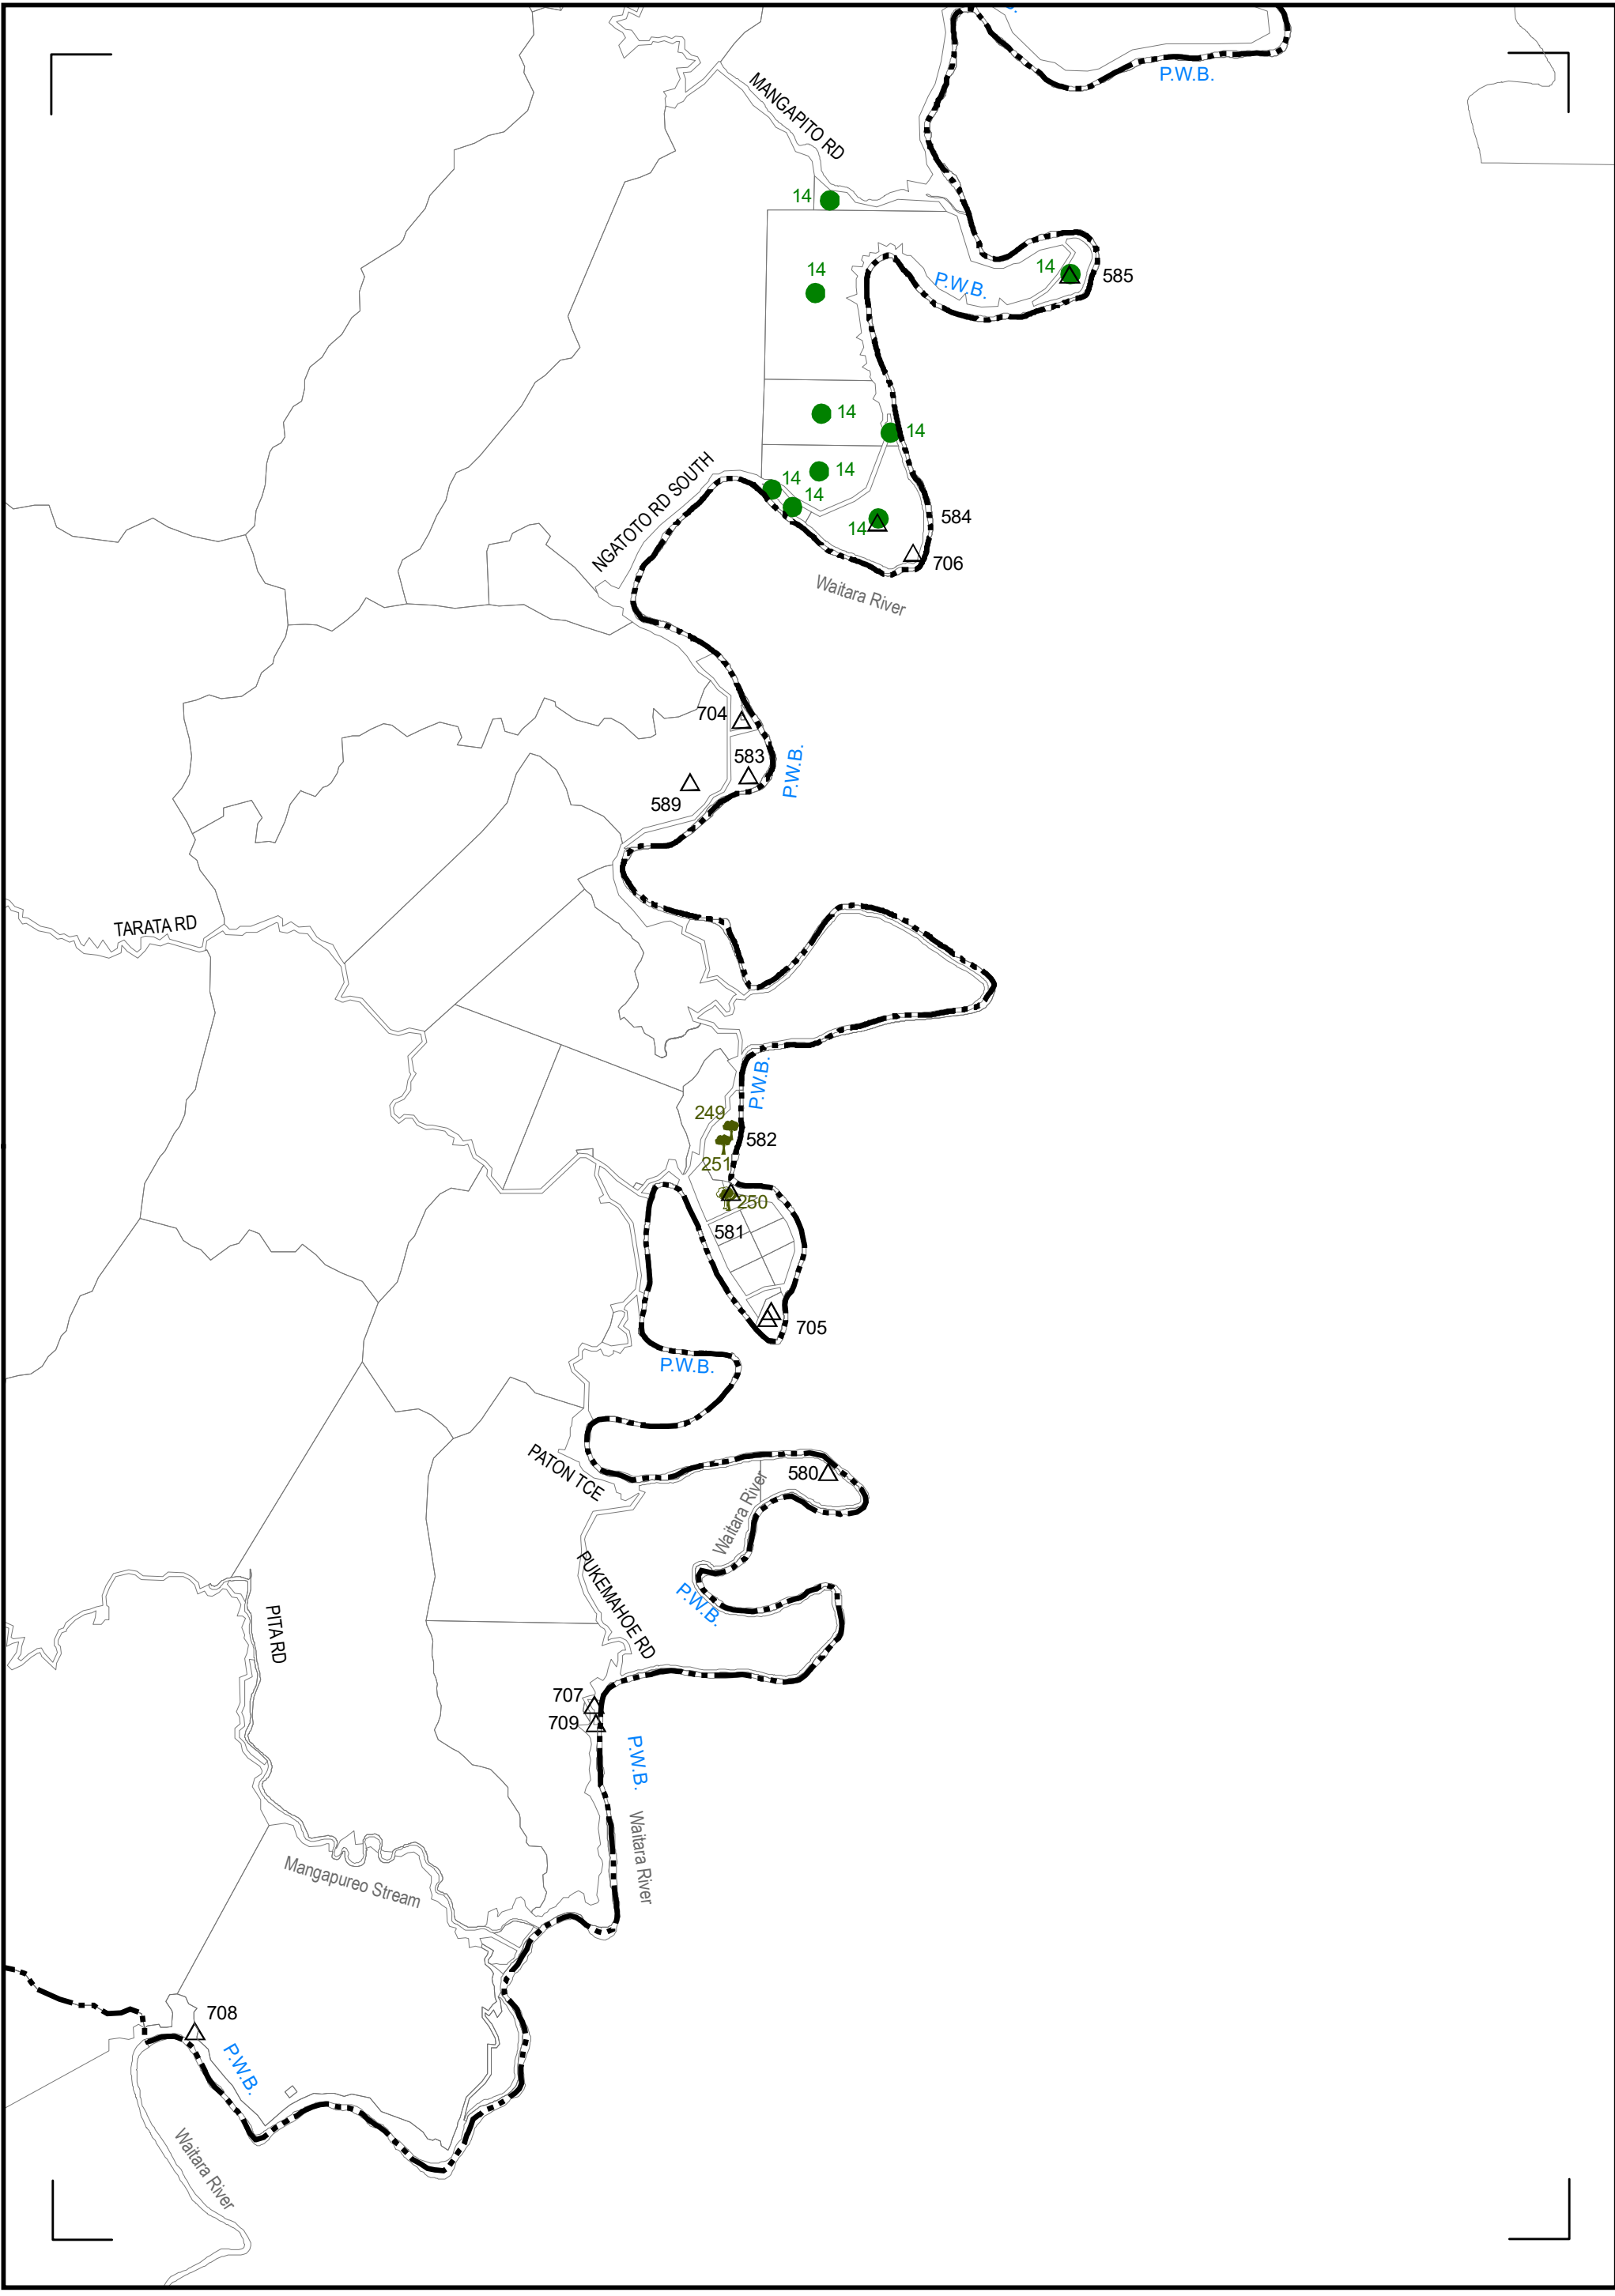 P.W.B.
MANGAPITO RD
14
14
14
585
P.W.B.
14
14
14
14
14
14
584
706
NGATOTO RD SOUTH
Waitara River
704
583
589
P.W.B.
TARATA RD
P.W.B.
249
582
251
250
581
705
P.W.B.
PATON TCE
580
Waitara River
PUKEMAHOE RD
P.W.B.
PITA RD
707
709
P.W.B.
Waitara River
Mangapureo Stream
708
P.W.B.
Waitara River